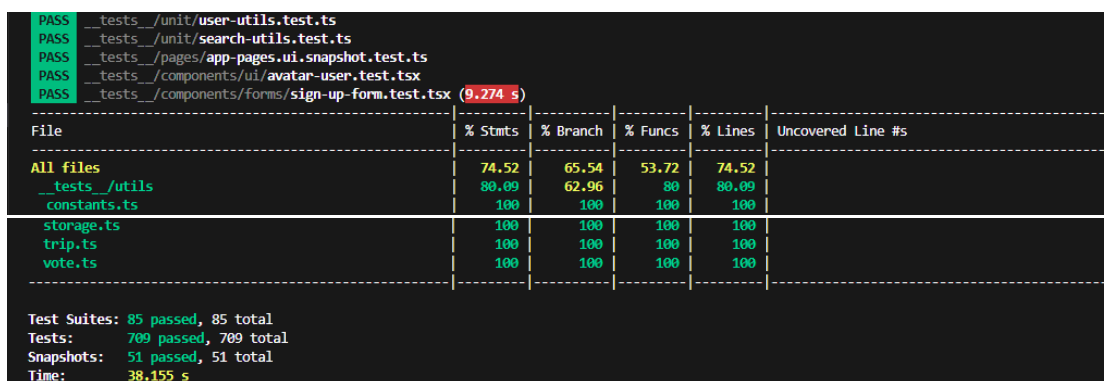 PASS __tests__/unit/user-utils.test.ts
PASS __tests__/unit/search-utils.test.ts
PASS __tests__/pages/app-pages.ui.snapshot.test.ts
PASS __tests__/components/ui/avatar-user.test.tsx
PASS __tests__/components/forms/sign-up-form.test.tsx (9.274 s)
File | % Stmts | % Branch | % Funcs | % Lines | Uncovered Line #s
All files | 74.52 | 65.54 | 53.72 | 74.52 |
__tests__/utils | 80.09 | 62.96 | 80 | 80.09 |
constants.ts | 100 | 100 | 100 | 100 |
storage.ts | 100 | 100 | 100 | 100 |
trip.ts | 100 | 100 | 100 | 100 |
vote.ts | 100 | 100 | 100 | 100 |
Test Suites: 85 passed, 85 total
Tests: 709 passed, 709 total
Snapshots: 51 passed, 51 total
Time: 38.155 s